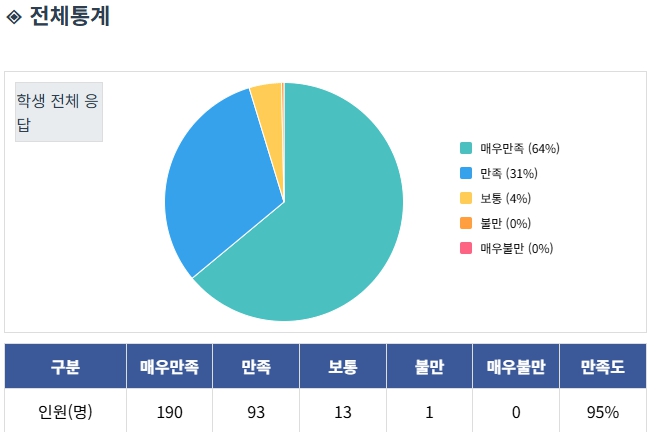 ◈ 전체통계
학생 전체 응
답
매우만족 (64%)
만족 (31%)
보통 (4%)
불만 (0%)
매우불만 (0%)
구분 매우만족 만족 보통 불만 매우불만 만족도
인원(명) 190 93 13 1 0 95%